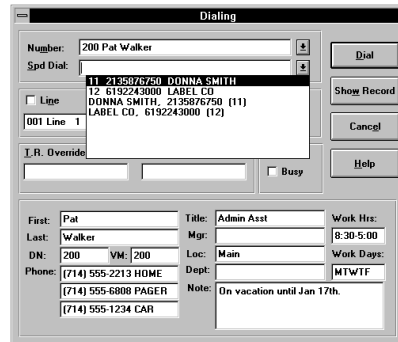 Dialing
Number: 200 Pat Walker
Dial
Spd Dial:
11 2135876750 DONNA SMITH
12 6192243000 LABEL CO
DONNA SMITH, 2135876750 (11)
LABEL CO, 6192243000 (12)
Show Record
Line
001 Line 1
Cancel
T.R. Override
Busy
Help
First: Pat Title: Admin Asst Work Hrs:
Last: Walker Mgr: 8:30-5:00
DN: 200 VM: 200 Loc: Main Work Days:
Phone: (714) 555-2213 HOME Dept: MTWTF
(714) 555-6808 PAGER Note: On vacation until Jan 17th.
(714) 555-1234 CAR